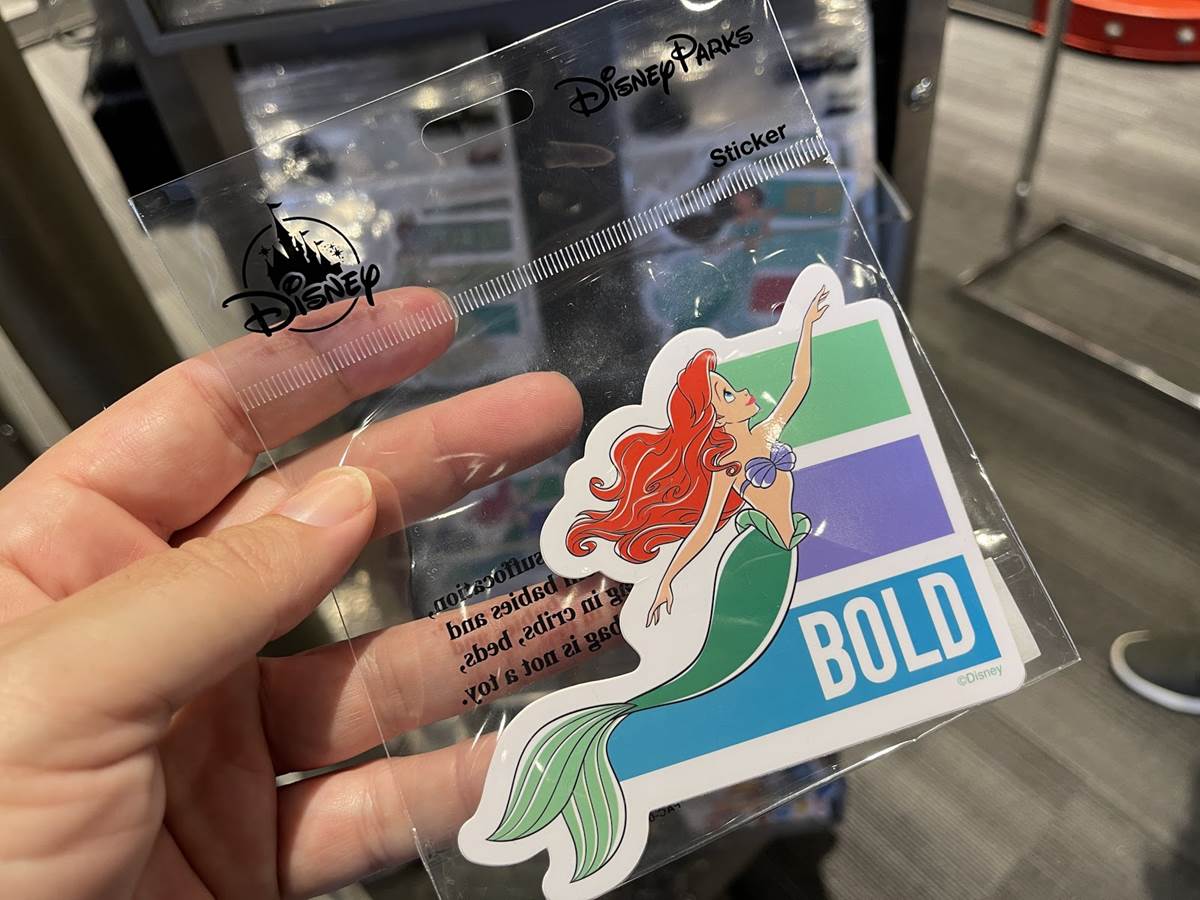 Disney Parks
Sticker
Disney
suffocation,
babies and
in cribs, beds,
bag is not a toy.
BOLD
©Disney